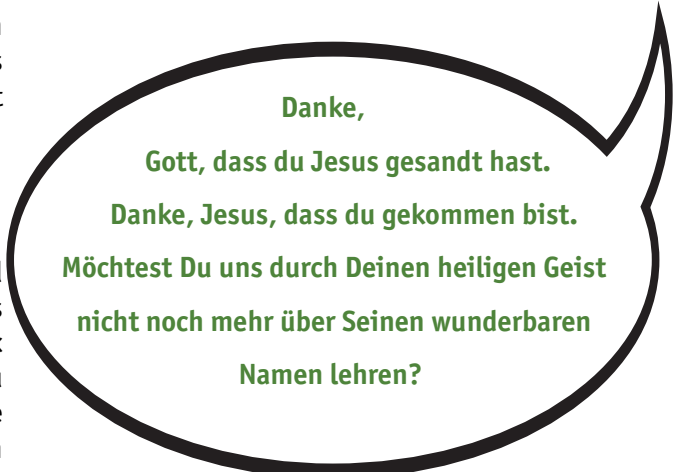 Danke,
Gott, dass du Jesus gesandt hast.
Danke, Jesus, dass du gekommen bist.
Möchtest Du uns durch Deinen heiligen Geist
nicht noch mehr über Seinen wunderbaren
Namen lehren?